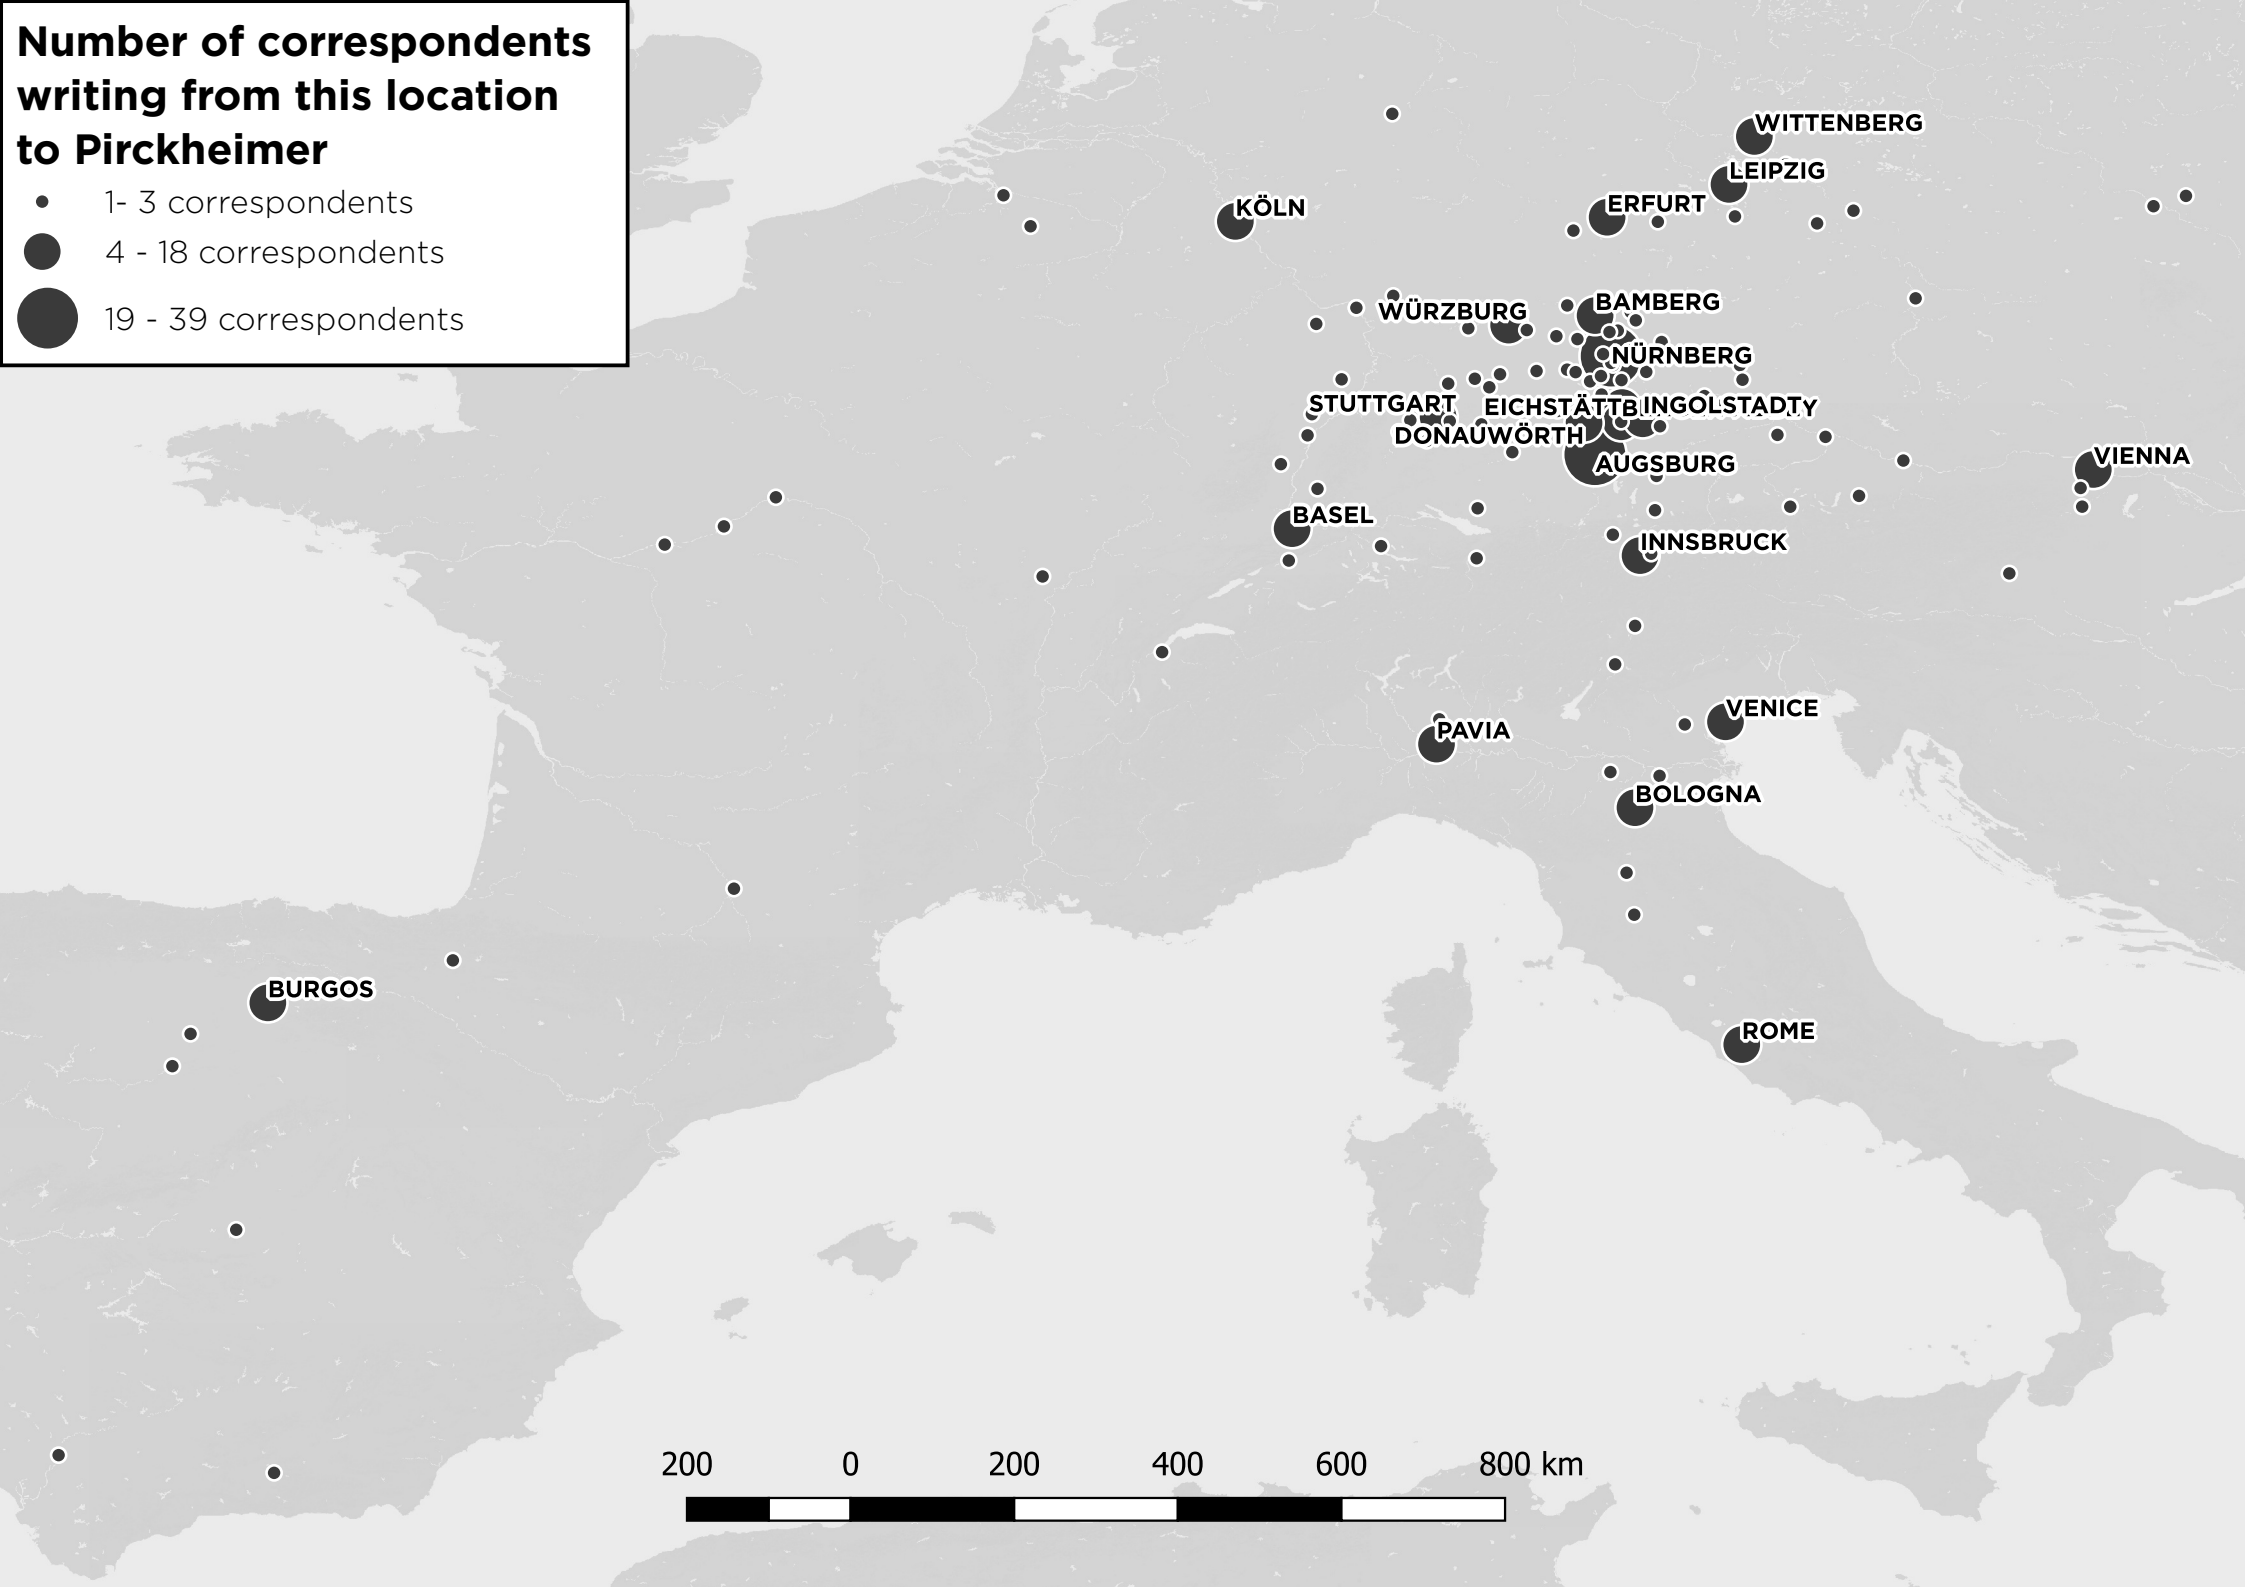 Number of correspondents
writing from this location
to Pirckheimer
1- 3 correspondents
4 - 18 correspondents
19 - 39 correspondents
WITTENBERG
LEIPZIG
KÖLN
ERFURT
BAMBERG
WÜRZBURG
NÜRNBERG
STUTTGART
EICHSTÄTT
INGOLSTADT
DONAUWÖRTH
AUGSBURG
VIENNA
BASEL
INNSBRUCK
VENICE
PAVIA
BOLOGNA
BURGOS
ROME
200 0 200 400 600 800 km